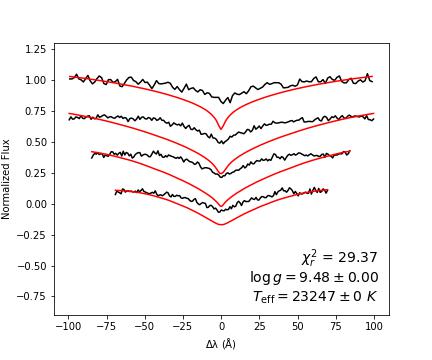 1.25
1.00
0.75
0.50
0.25
0.00
−0.25
−0.50
−0.75
Normalized Flux
χ²ᵣ = 29.37
log g = 9.48 ± 0.00
T_eff = 23247 ± 0 K
−100 −75 −50 −25 0 25 50 75 100
Δλ (Å)